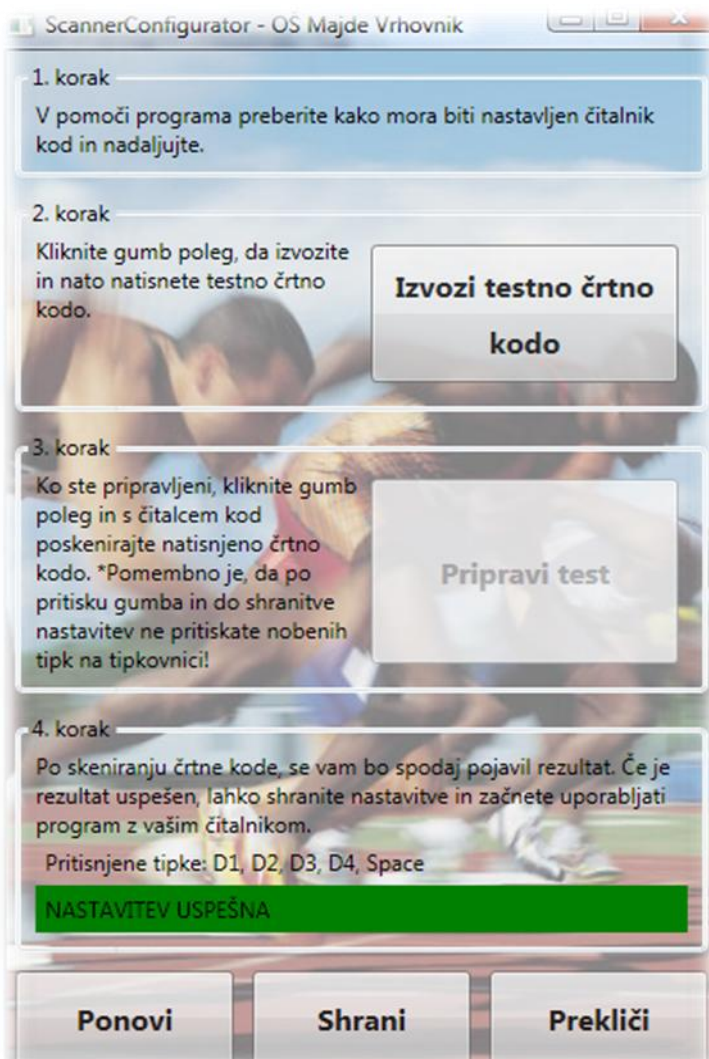 ScannerConfigurator - OŠ Majde Vrhovnik
1. korak
V pomoči programa preberite kako mora biti nastavljen čitalnik
kod in nadaljujte.
2. korak
Kliknite gumb poleg, da izvozite
in nato natisnete testno črtno
kodo.
Izvozi testno črtno
kodo
3. korak
Ko ste pripravljeni, kliknite gumb
poleg in s čitalcem kod
poskenirajte natisnjeno črtno
kodo. *Pomembno je, da po
pritisku gumba in do shranitve
nastavitev ne pritiskate nobenih
tipk na tipkovnici!
Pripravi test
4. korak
Po skeniranju črtne kode, se vam bo spodaj pojavil rezultat. Če je
rezultat uspešen, lahko shranite nastavitve in začnete uporabljati
program z vašim čitalnikom.
Pritisnjene tipke: D1, D2, D3, D4, Space
NASTAVITEV USPEŠNA
Ponovi Shrani Prekliči